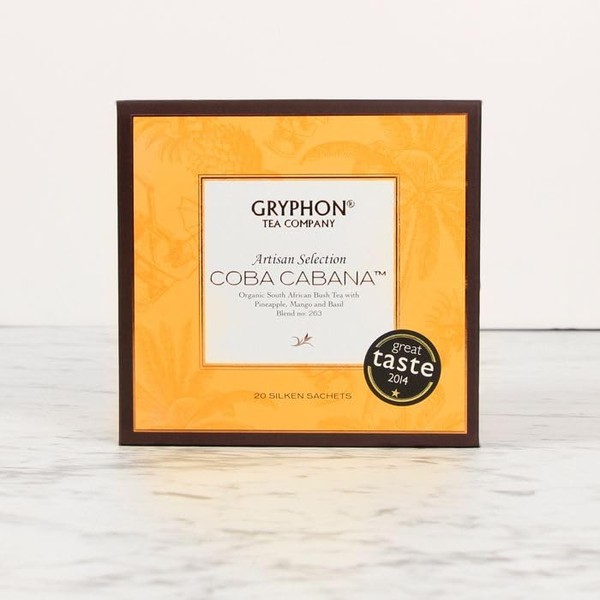 GRYPHON®
TEA COMPANY
Artisan Selection
COBA CABANA™
Organic South African Bush Tea with
Pineapple, Mango and Basil
Blend no. 263
great
taste
2014
20 SILKEN SACHETS